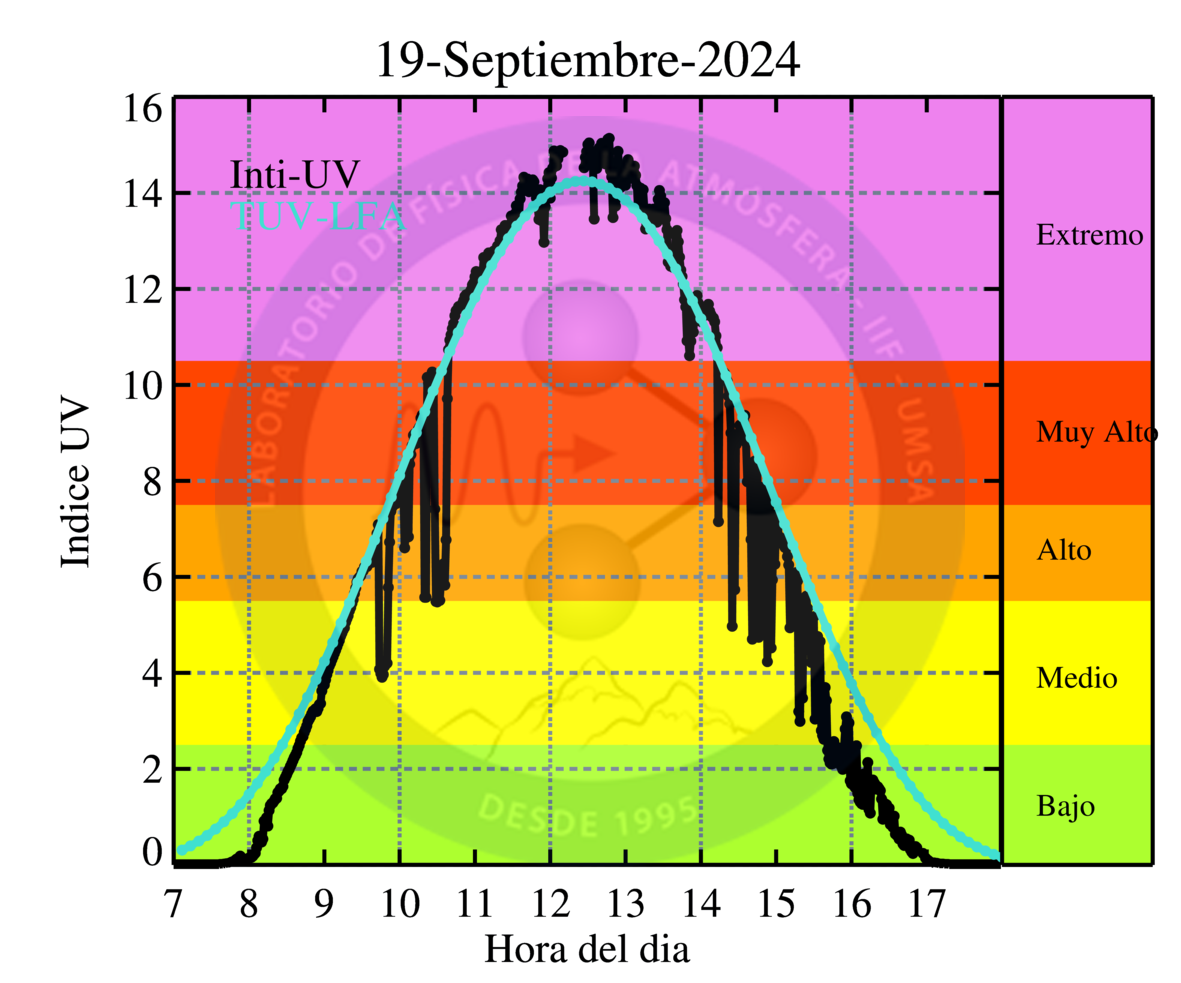 19-Septiembre-2024
Indice UV
16
14
12
10
8
6
4
2
0
Inti-UV
TUV-LFA
Extremo
Muy Alto
Alto
Medio
Bajo
LABORATORIO DE FÍSICA DE LA ATMÓSFERA - IIF - UMSA
DESDE 1995
7 8 9 10 11 12 13 14 15 16 17
Hora del dia